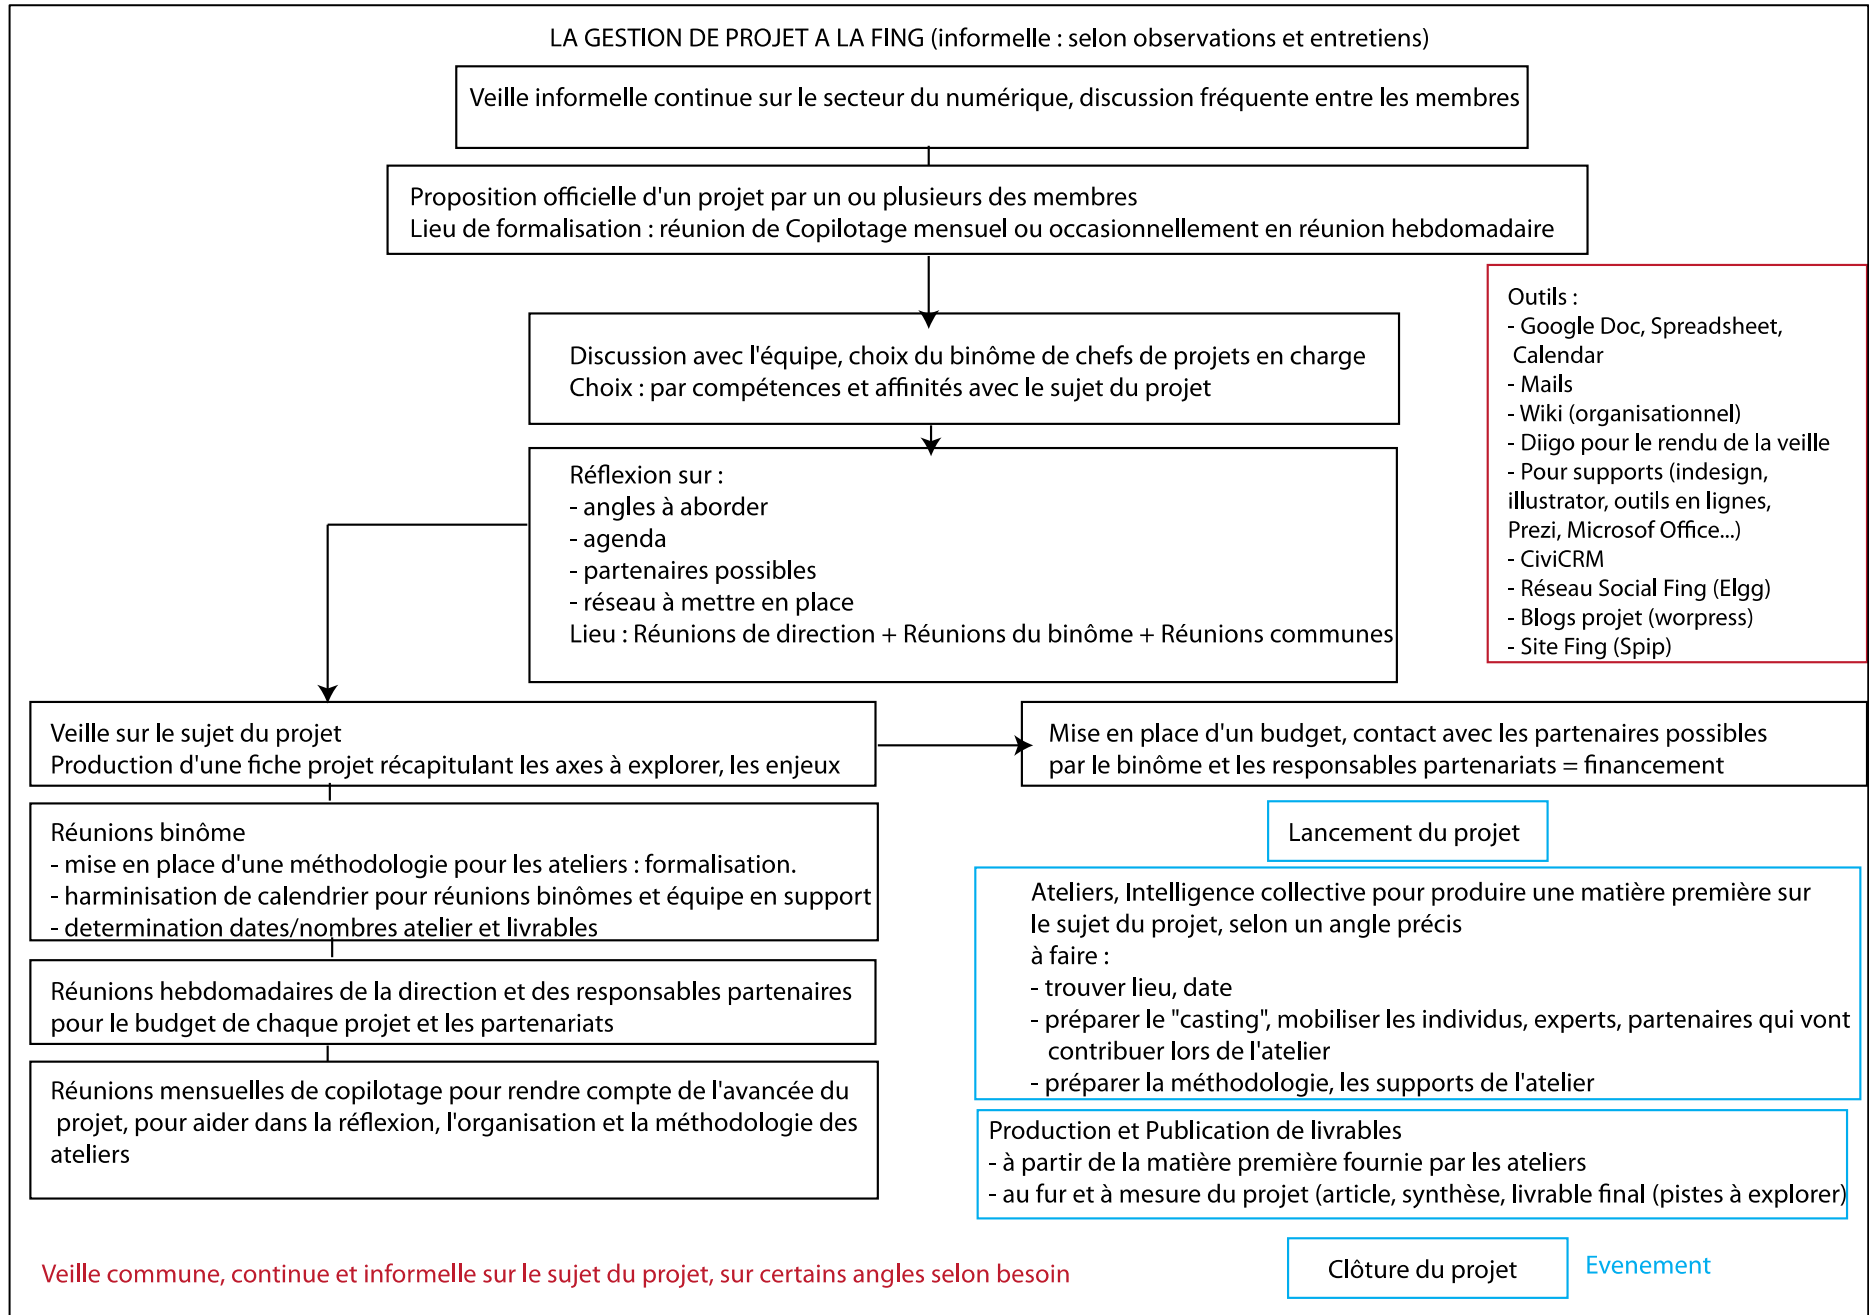 LA GESTION DE PROJET A LA FING (informelle : selon observations et entretiens)
Veille informelle continue sur le secteur du numérique, discussion fréquente entre les membres
Proposition officielle d'un projet par un ou plusieurs des membres
Lieu de formalisation : réunion de Copilotage mensuel ou occasionnellement en réunion hebdomadaire
Discussion avec l'équipe, choix du binôme de chefs de projets en charge
Choix : par compétences et affinités avec le sujet du projet
Réflexion sur :
- angles à aborder
- agenda
- partenaires possibles
- réseau à mettre en place
Lieu : Réunions de direction + Réunions du binôme + Réunions communes
Outils :
- Google Doc, Spreadsheet,
Calendar
- Mails
- Wiki (organisationnel)
- Diigo pour le rendu de la veille
- Pour supports (indesign,
illustrator, outils en lignes,
Prezi, Microsof Office...)
- CiviCRM
- Réseau Social Fing (Elgg)
- Blogs projet (worpress)
- Site Fing (Spip)
Veille sur le sujet du projet
Production d'une fiche projet récapitulant les axes à explorer, les enjeux
Mise en place d'un budget, contact avec les partenaires possibles
par le binôme et les responsables partenariats = financement
Réunions binôme
- mise en place d'une méthodologie pour les ateliers : formalisation.
- harminisation de calendrier pour réunions binômes et équipe en support
- determination dates/nombres atelier et livrables
Réunions hebdomadaires de la direction et des responsables partenaires
pour le budget de chaque projet et les partenariats
Réunions mensuelles de copilotage pour rendre compte de l'avancée du
projet, pour aider dans la réflexion, l'organisation et la méthodologie des
ateliers
Lancement du projet
Ateliers, Intelligence collective pour produire une matière première sur
le sujet du projet, selon un angle précis
à faire :
- trouver lieu, date
- préparer le "casting", mobiliser les individus, experts, partenaires qui vont
contribuer lors de l'atelier
- préparer la méthodologie, les supports de l'atelier
Production et Publication de livrables
- à partir de la matière première fournie par les ateliers
- au fur et à mesure du projet (article, synthèse, livrable final (pistes à explorer)
Clôture du projet
Evenement
Veille commune, continue et informelle sur le sujet du projet, sur certains angles selon besoin